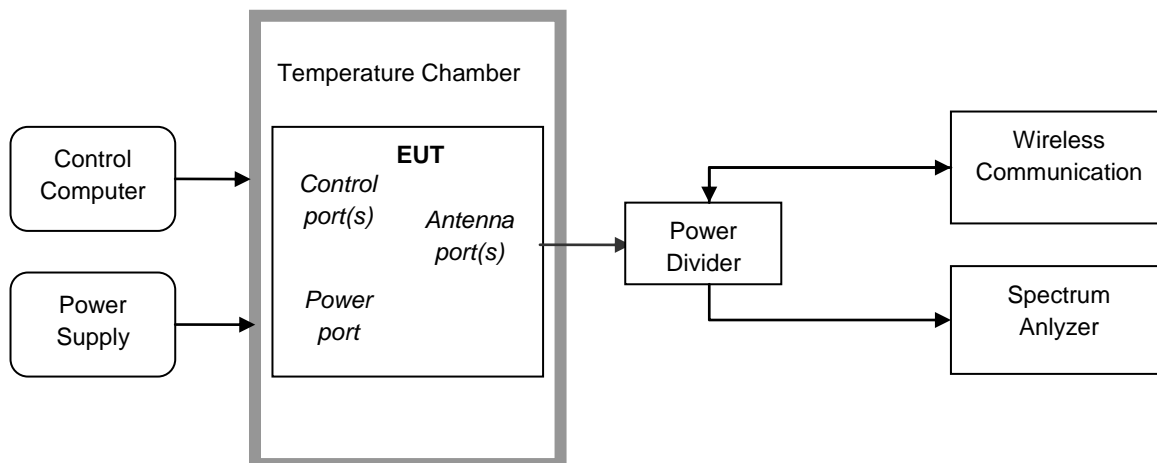 Temperature Chamber
Control
Computer
EUT
Control
port(s)
Antenna
port(s)
Power
port
Power
Supply
Power
Divider
Wireless
Communication
Spectrum
Anlyzer